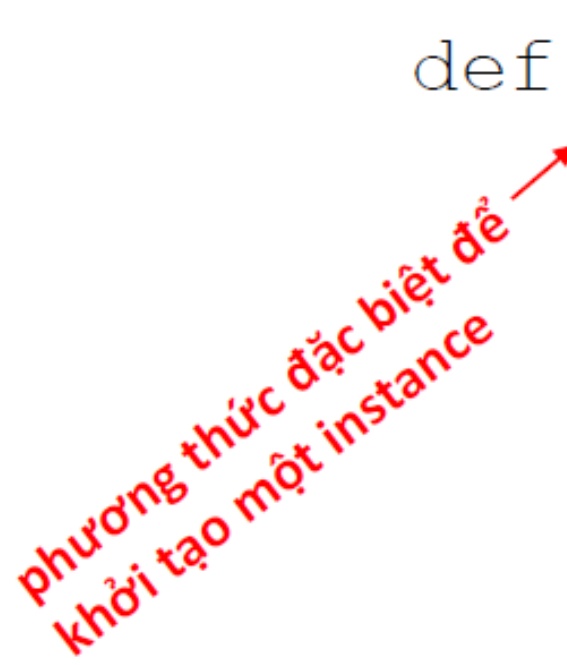 def
phương thức đặc biệt để
khởi tạo một instance